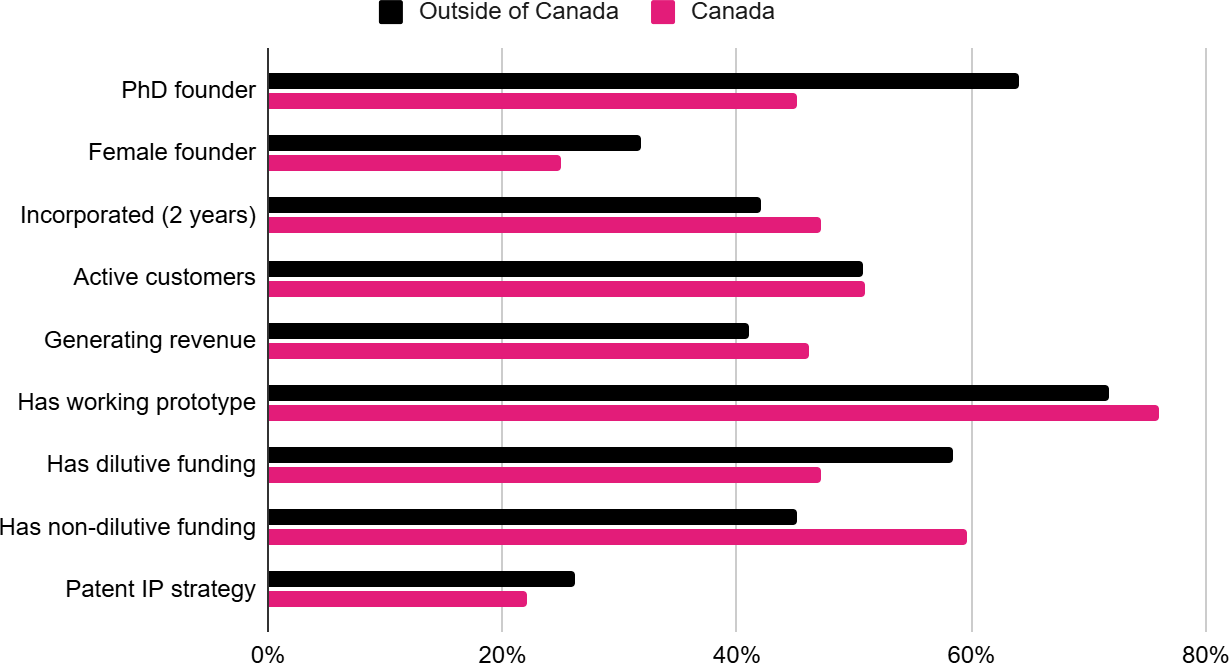 Outside of Canada Canada
PhD founder
Female founder
Incorporated (2 years)
Active customers
Generating revenue
Has working prototype
Has dilutive funding
Has non-dilutive funding
Patent IP strategy
0% 20% 40% 60% 80%